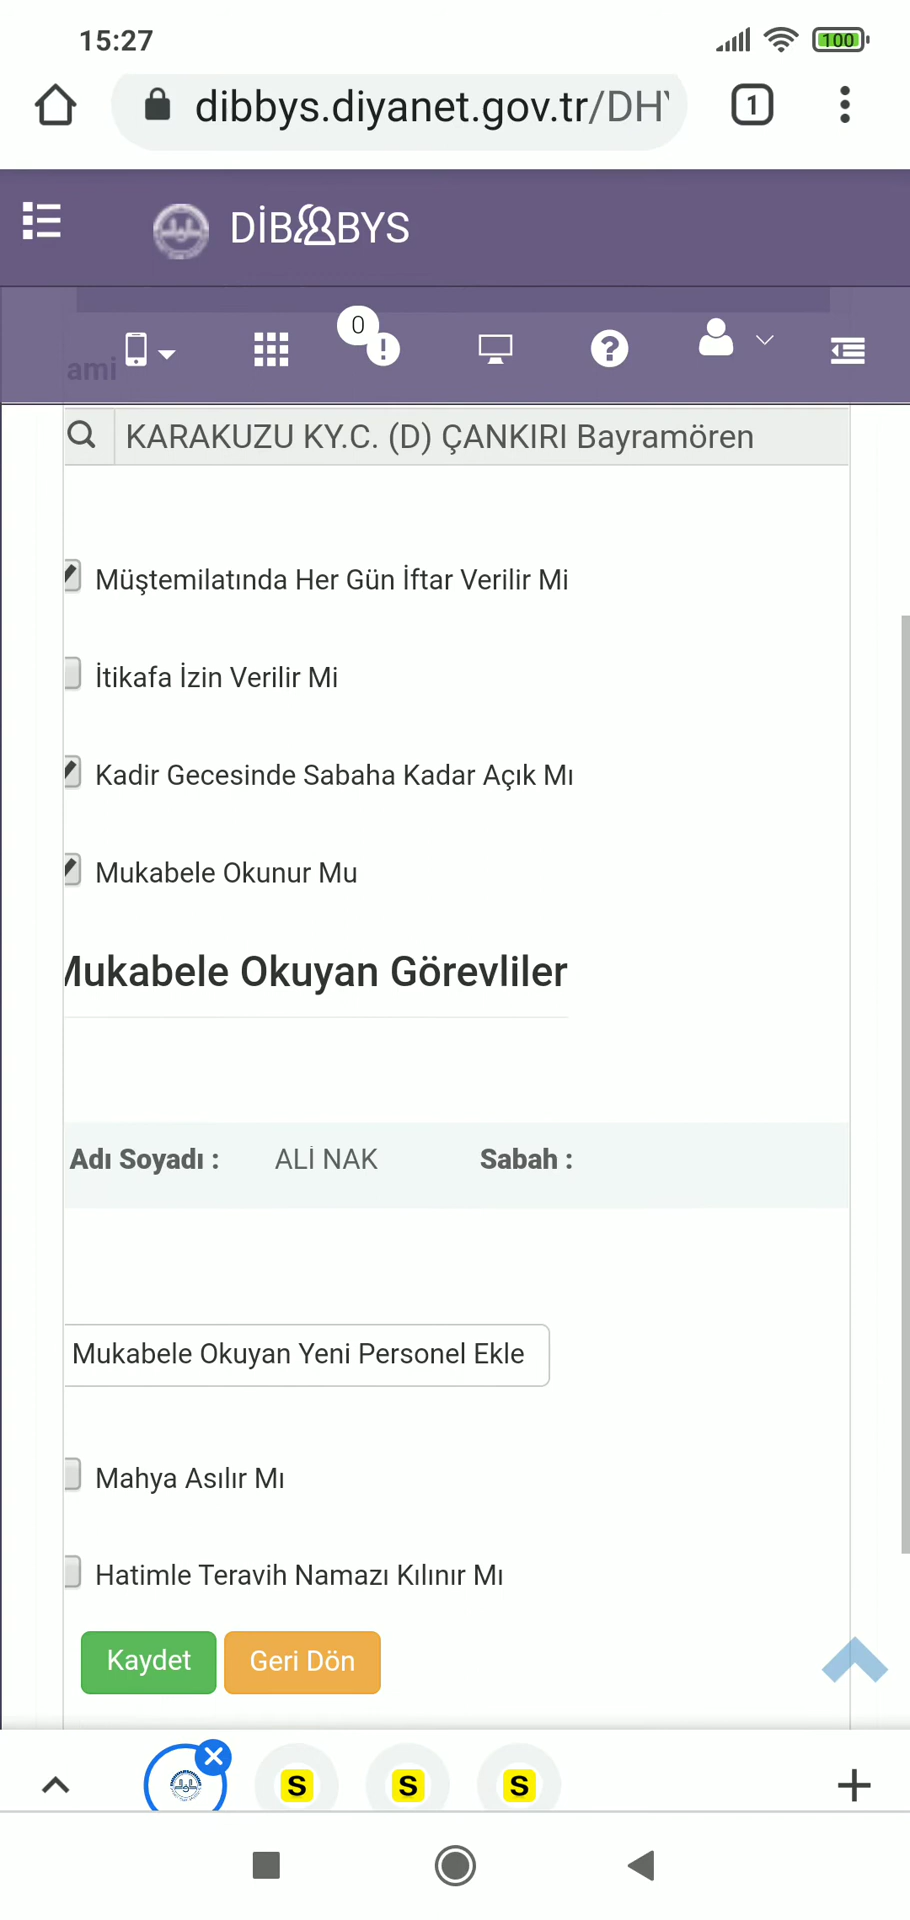 15:27
100
dibbys.diyanet.gov.tr/DHY
1
DİBBYS
0
ami
KARAKUZU KY.C. (D) ÇANKIRI Bayramören
Müştemilatında Her Gün İftar Verilir Mi
İtikafa İzin Verilir Mi
Kadir Gecesinde Sabaha Kadar Açık Mı
Mukabele Okunur Mu
Mukabele Okuyan Görevliler
Adı Soyadı : ALİ NAK Sabah :
Mukabele Okuyan Yeni Personel Ekle
Mahya Asılır Mı
Hatimle Teravih Namazı Kılınır Mı
Kaydet Geri Dön
S S S